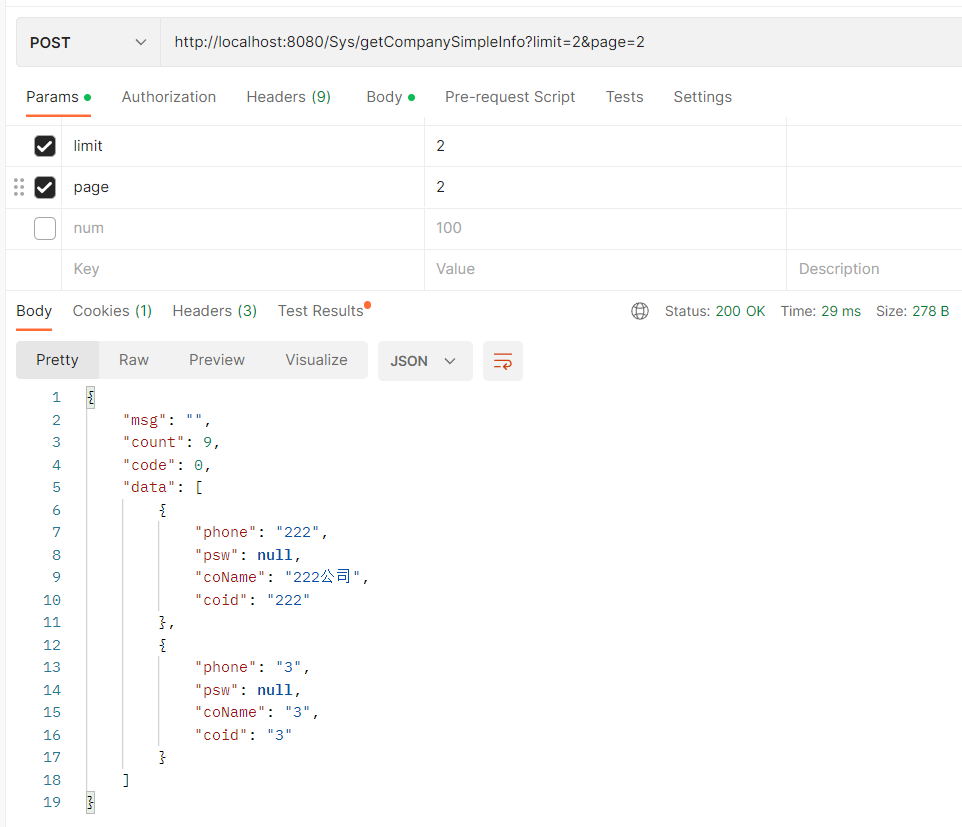 POST http://localhost:8080/Sys/getCompanySimpleInfo?limit=2&page=2
Params Authorization Headers (9) Body Pre-request Script Tests Settings
limit 2
page 2
num 100
Key Value Description
Body Cookies (1) Headers (3) Test Results Status: 200 OK Time: 29 ms Size: 278 B
Pretty Raw Preview Visualize JSON
1 {
2 "msg": "",
3 "count": 9,
4 "code": 0,
5 "data": [
6 {
7 "phone": "222",
8 "psw": null,
9 "coName": "222公司",
10 "coid": "222"
11 },
12 {
13 "phone": "3",
14 "psw": null,
15 "coName": "3",
16 "coid": "3"
17 }
18 ]
19 }